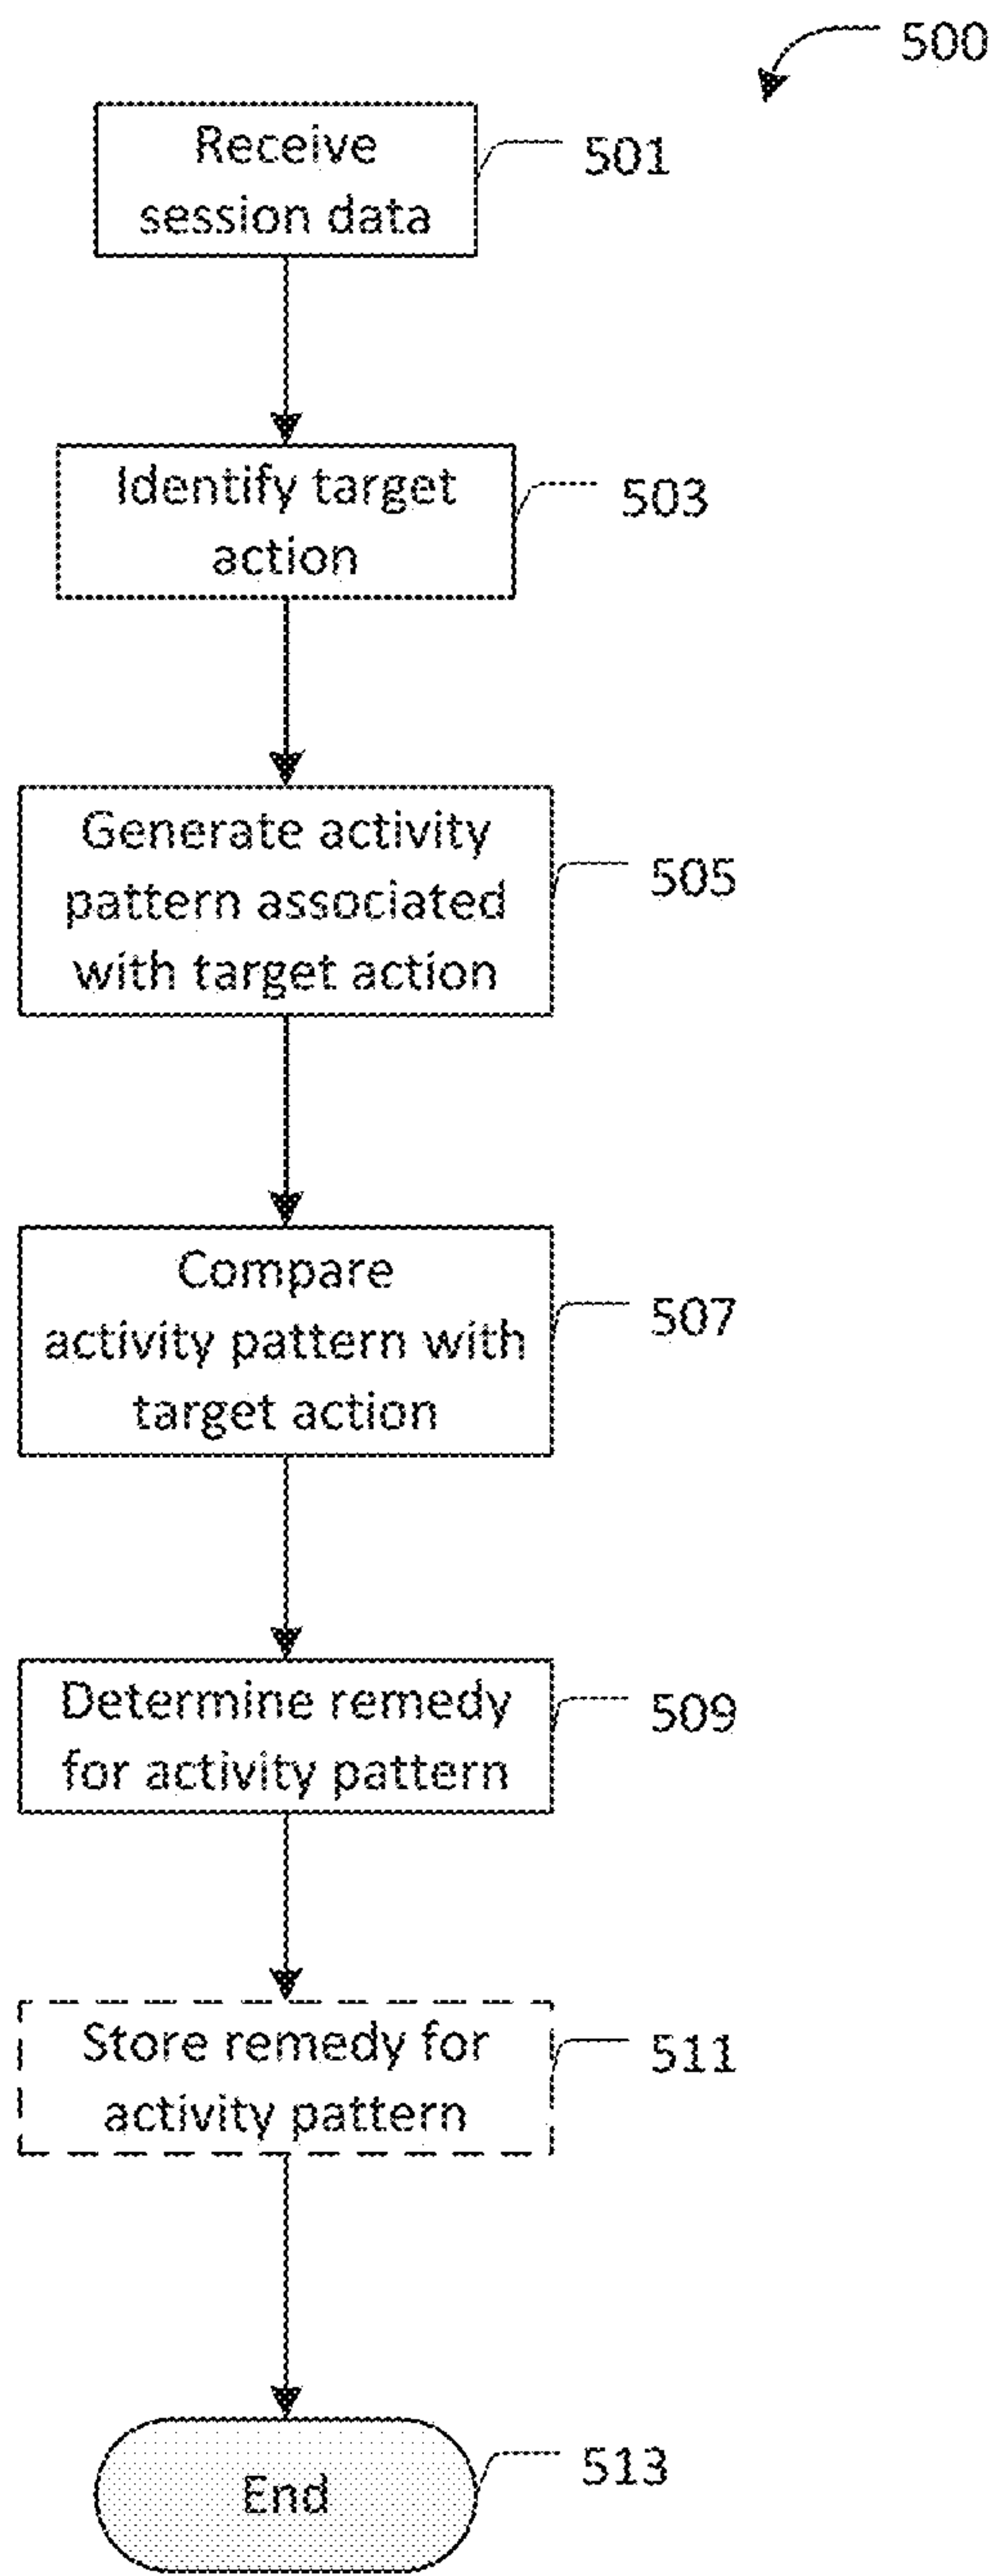 500
Receive
session data
501
Identify target
action
503
Generate activity
pattern associated
with target action
505
Compare
activity pattern with
target action
507
Determine remedy
for activity pattern
509
Store remedy for
activity pattern
511
End
513